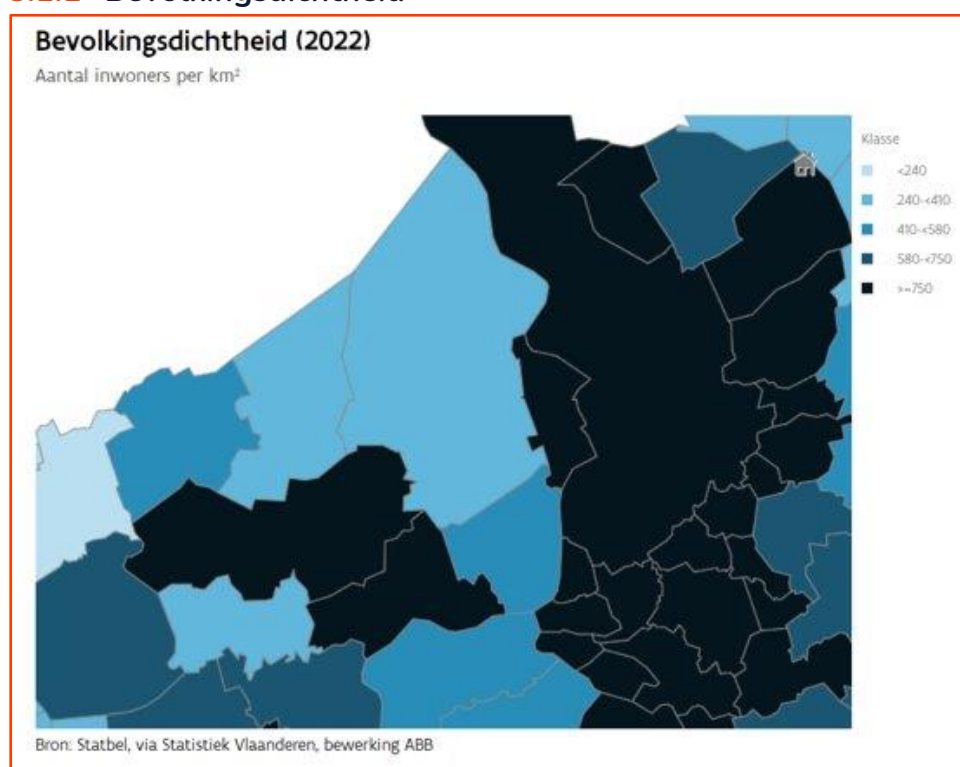 Bevolkingsdichtheid
Bevolkingsdichtheid (2022)
Aantal inwoners per km²
Klasse
<240
240-<410
410-<580
580-<750
>=750
Bron: Statbel, via Statistiek Vlaanderen, bewerking ABB